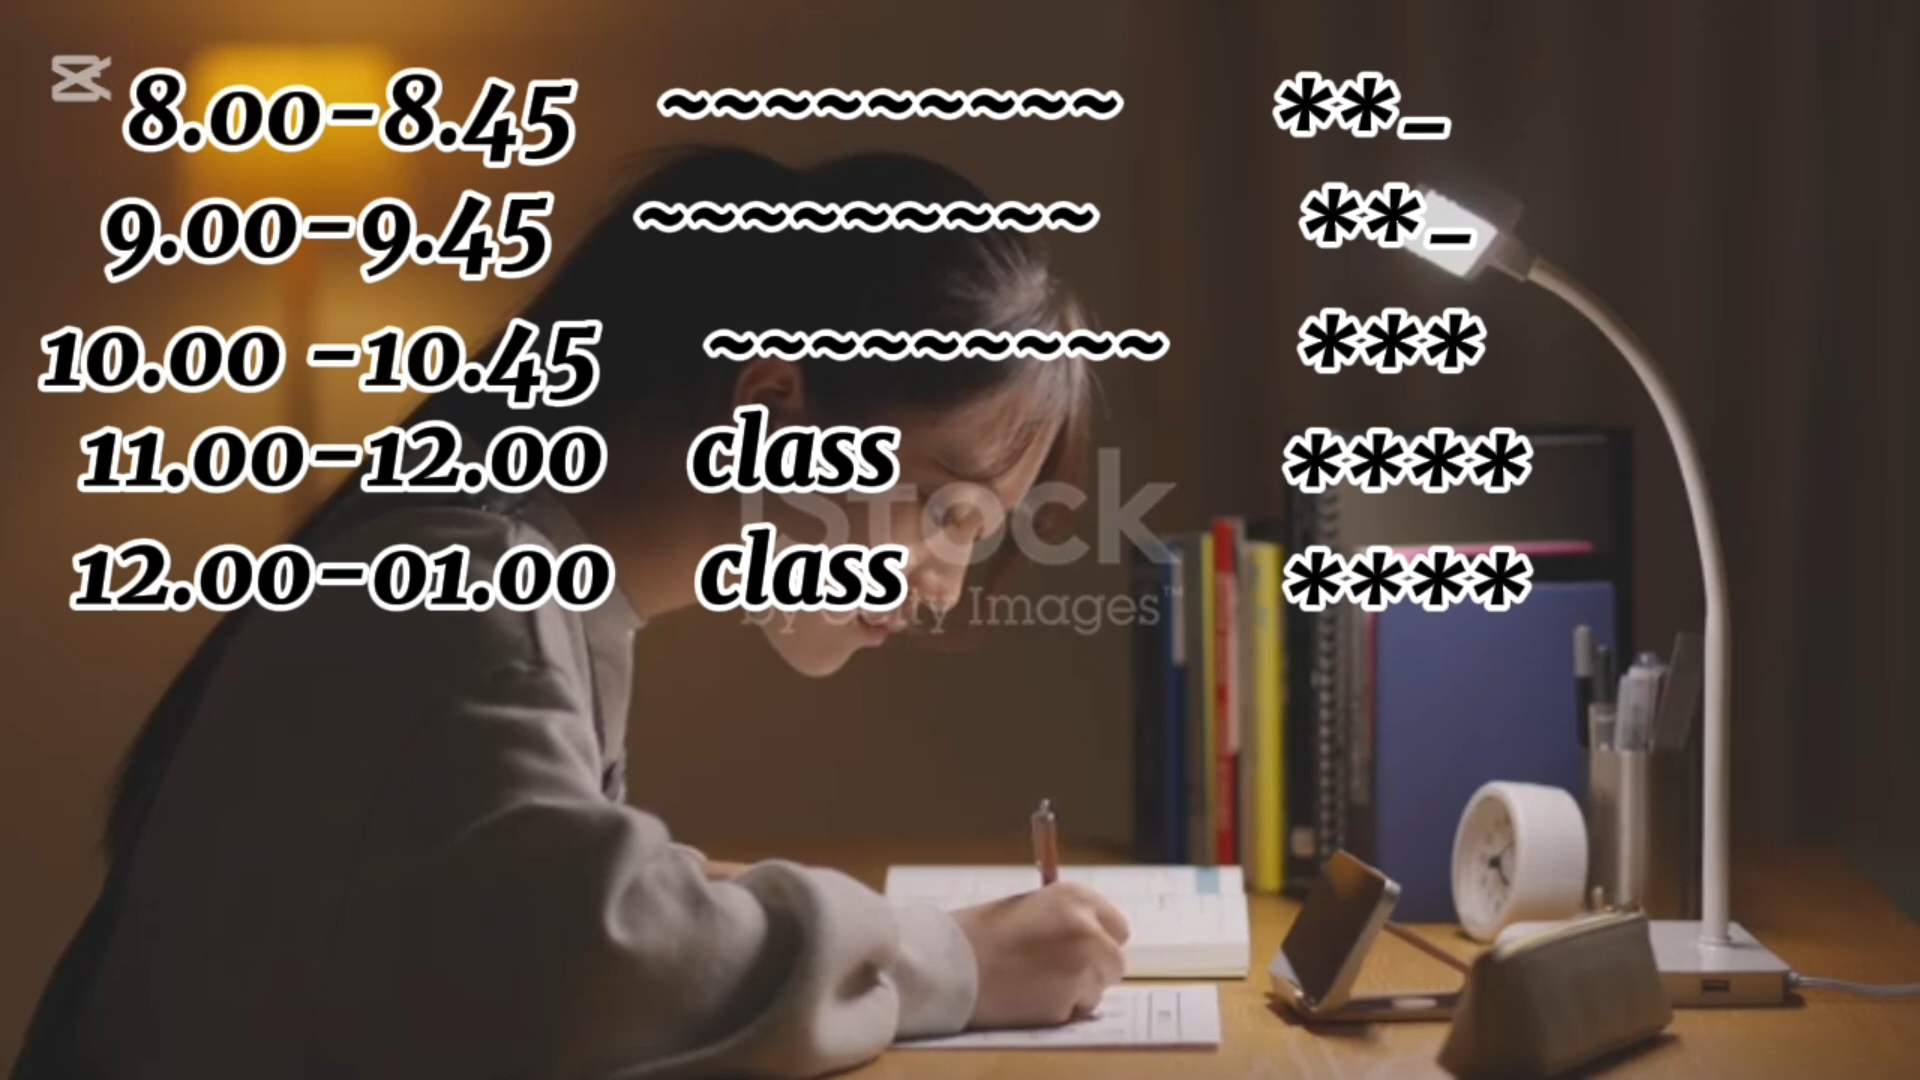 8.00-8.45 ~~~~~~~~~ **_
9.00-9.45 ~~~~~~~~~ **_
10.00 -10.45 ~~~~~~~~~ ***
11.00-12.00 class ****
12.00-01.00 class ****
iStock
by Getty Images™